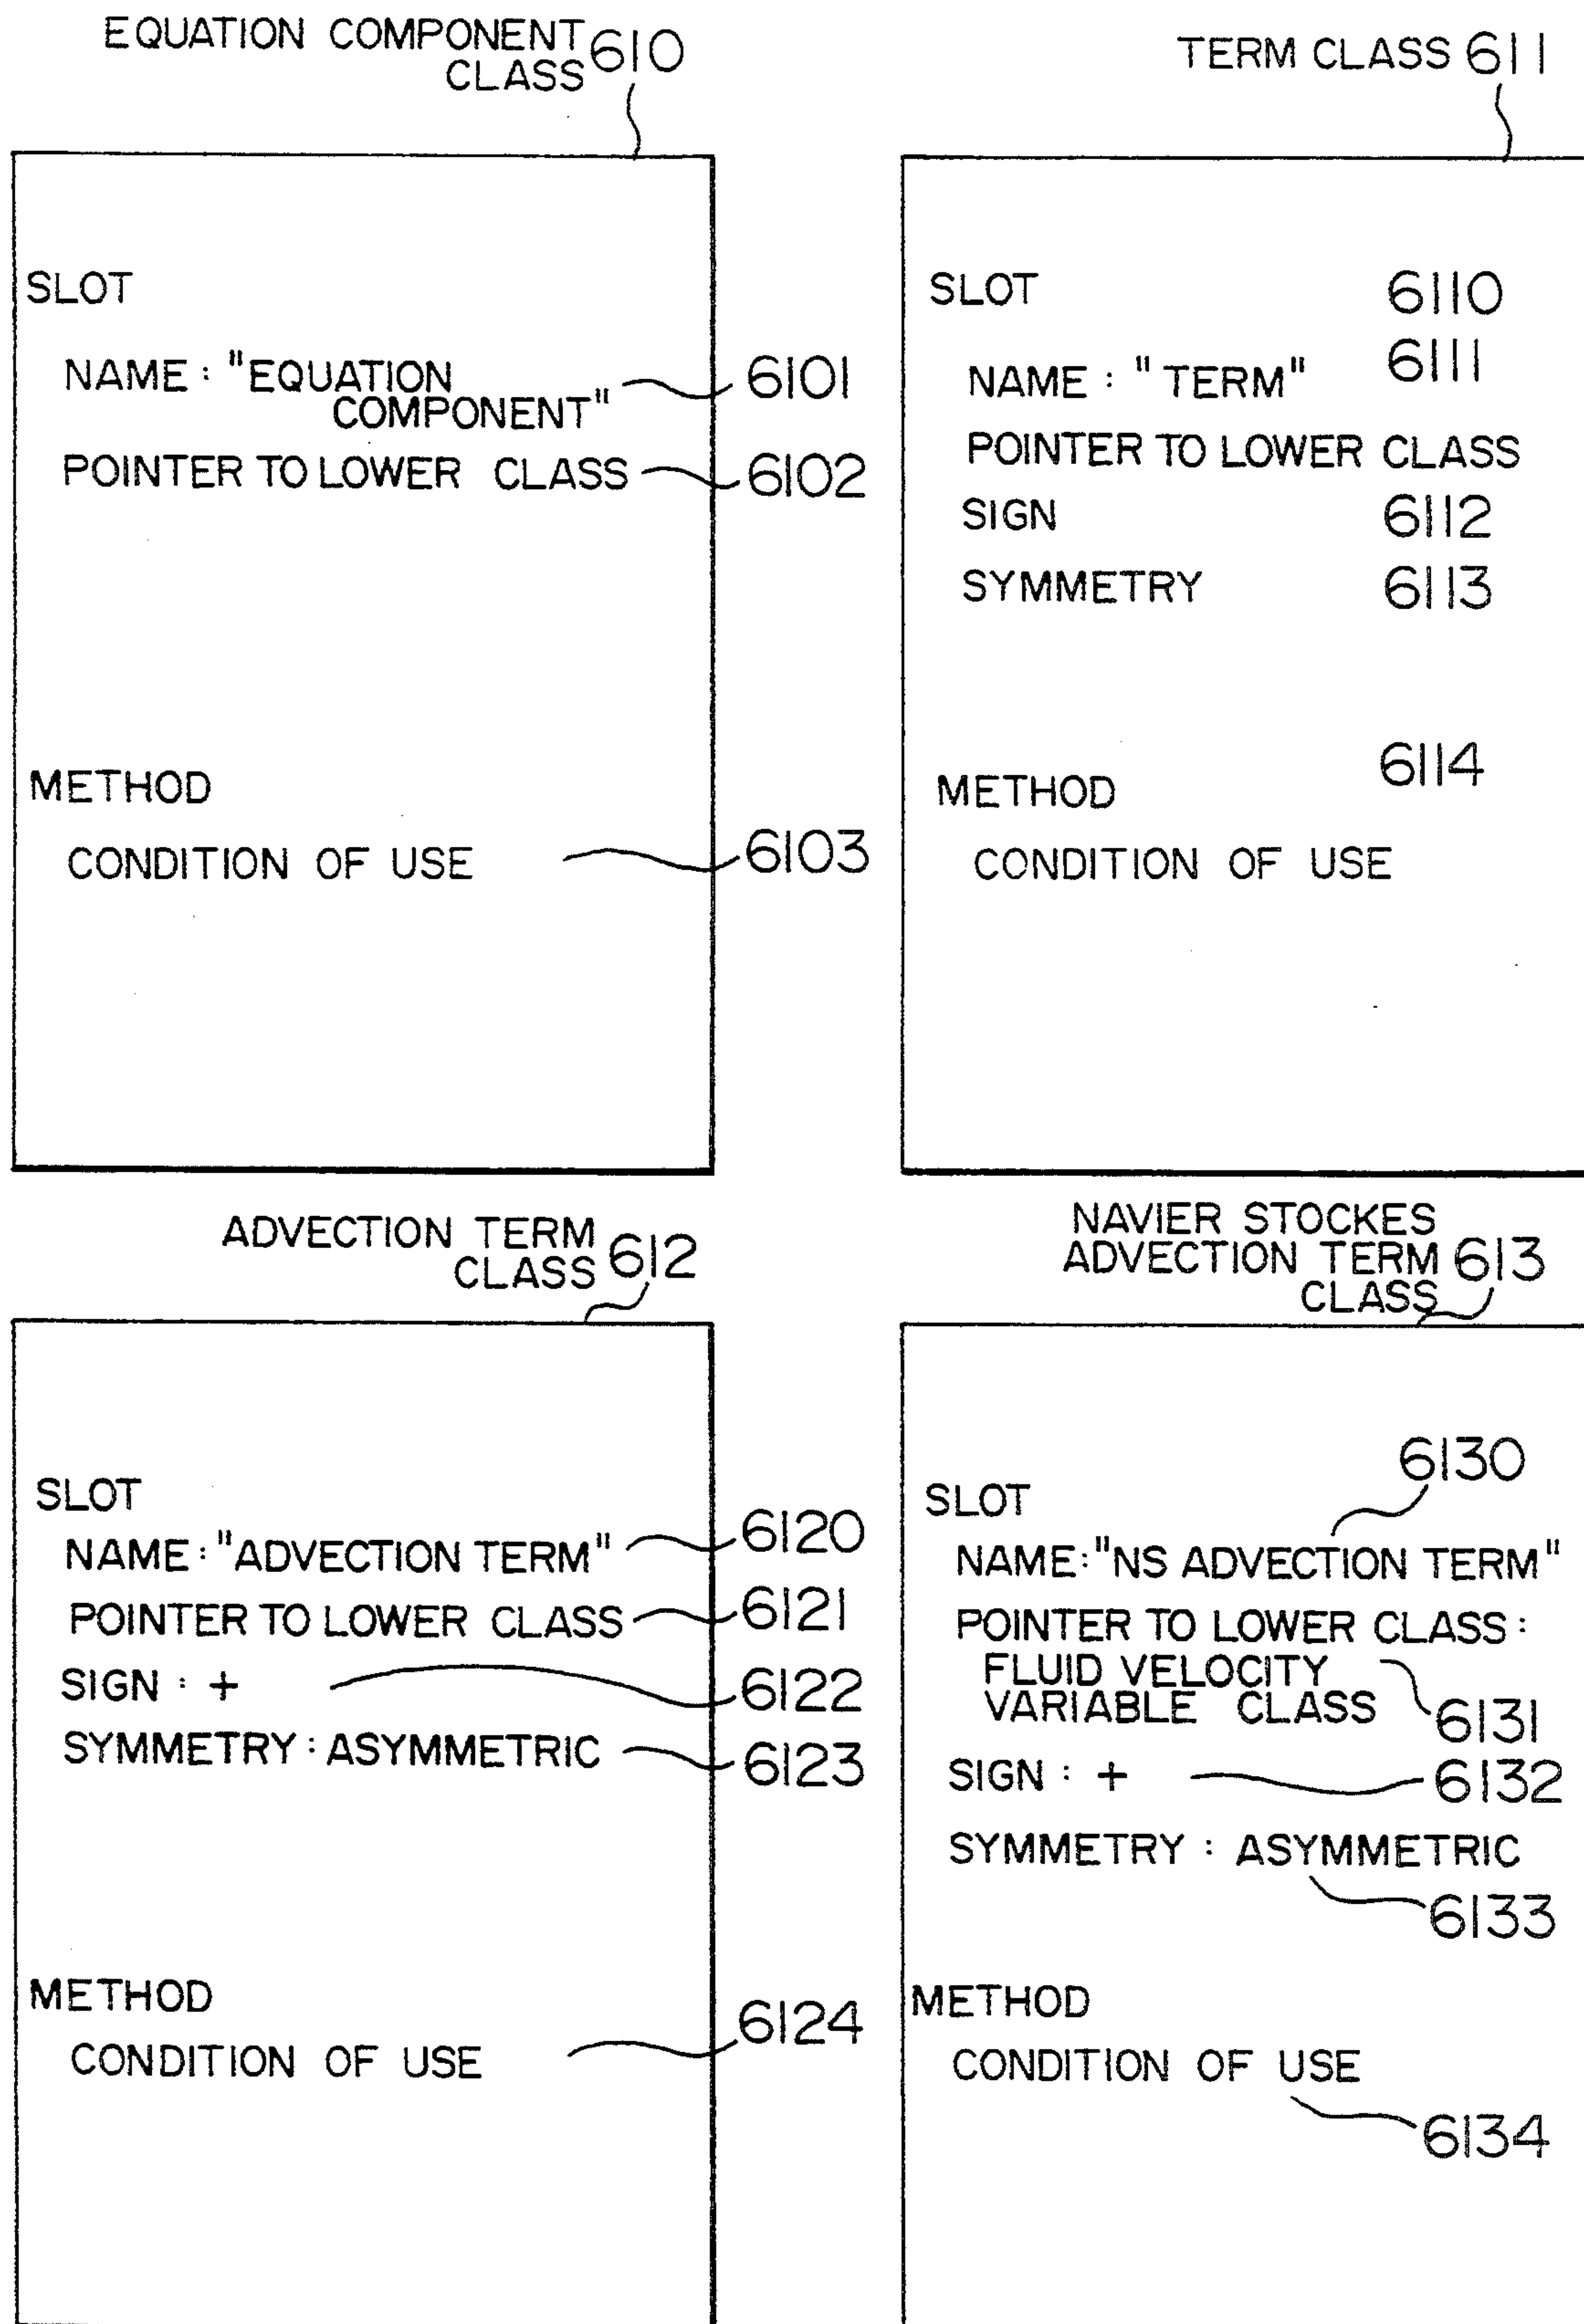 EQUATION COMPONENT
CLASS 610
SLOT
NAME : "EQUATION
COMPONENT" 6101
POINTER TO LOWER CLASS 6102
METHOD
CONDITION OF USE 6103
TERM CLASS 611
SLOT 6110
NAME : "TERM" 6111
POINTER TO LOWER CLASS
SIGN 6112
SYMMETRY 6113
METHOD 6114
CONDITION OF USE
ADVECTION TERM
CLASS 612
SLOT
NAME : "ADVECTION TERM" 6120
POINTER TO LOWER CLASS 6121
SIGN : + 6122
SYMMETRY : ASYMMETRIC 6123
METHOD
CONDITION OF USE 6124
NAVIER STOCKES
ADVECTION TERM 613
CLASS
6130
SLOT
NAME : "NS ADVECTION TERM"
POINTER TO LOWER CLASS :
FLUID VELOCITY
VARIABLE CLASS 6131
SIGN : + 6132
SYMMETRY : ASYMMETRIC
6133
METHOD
CONDITION OF USE
6134